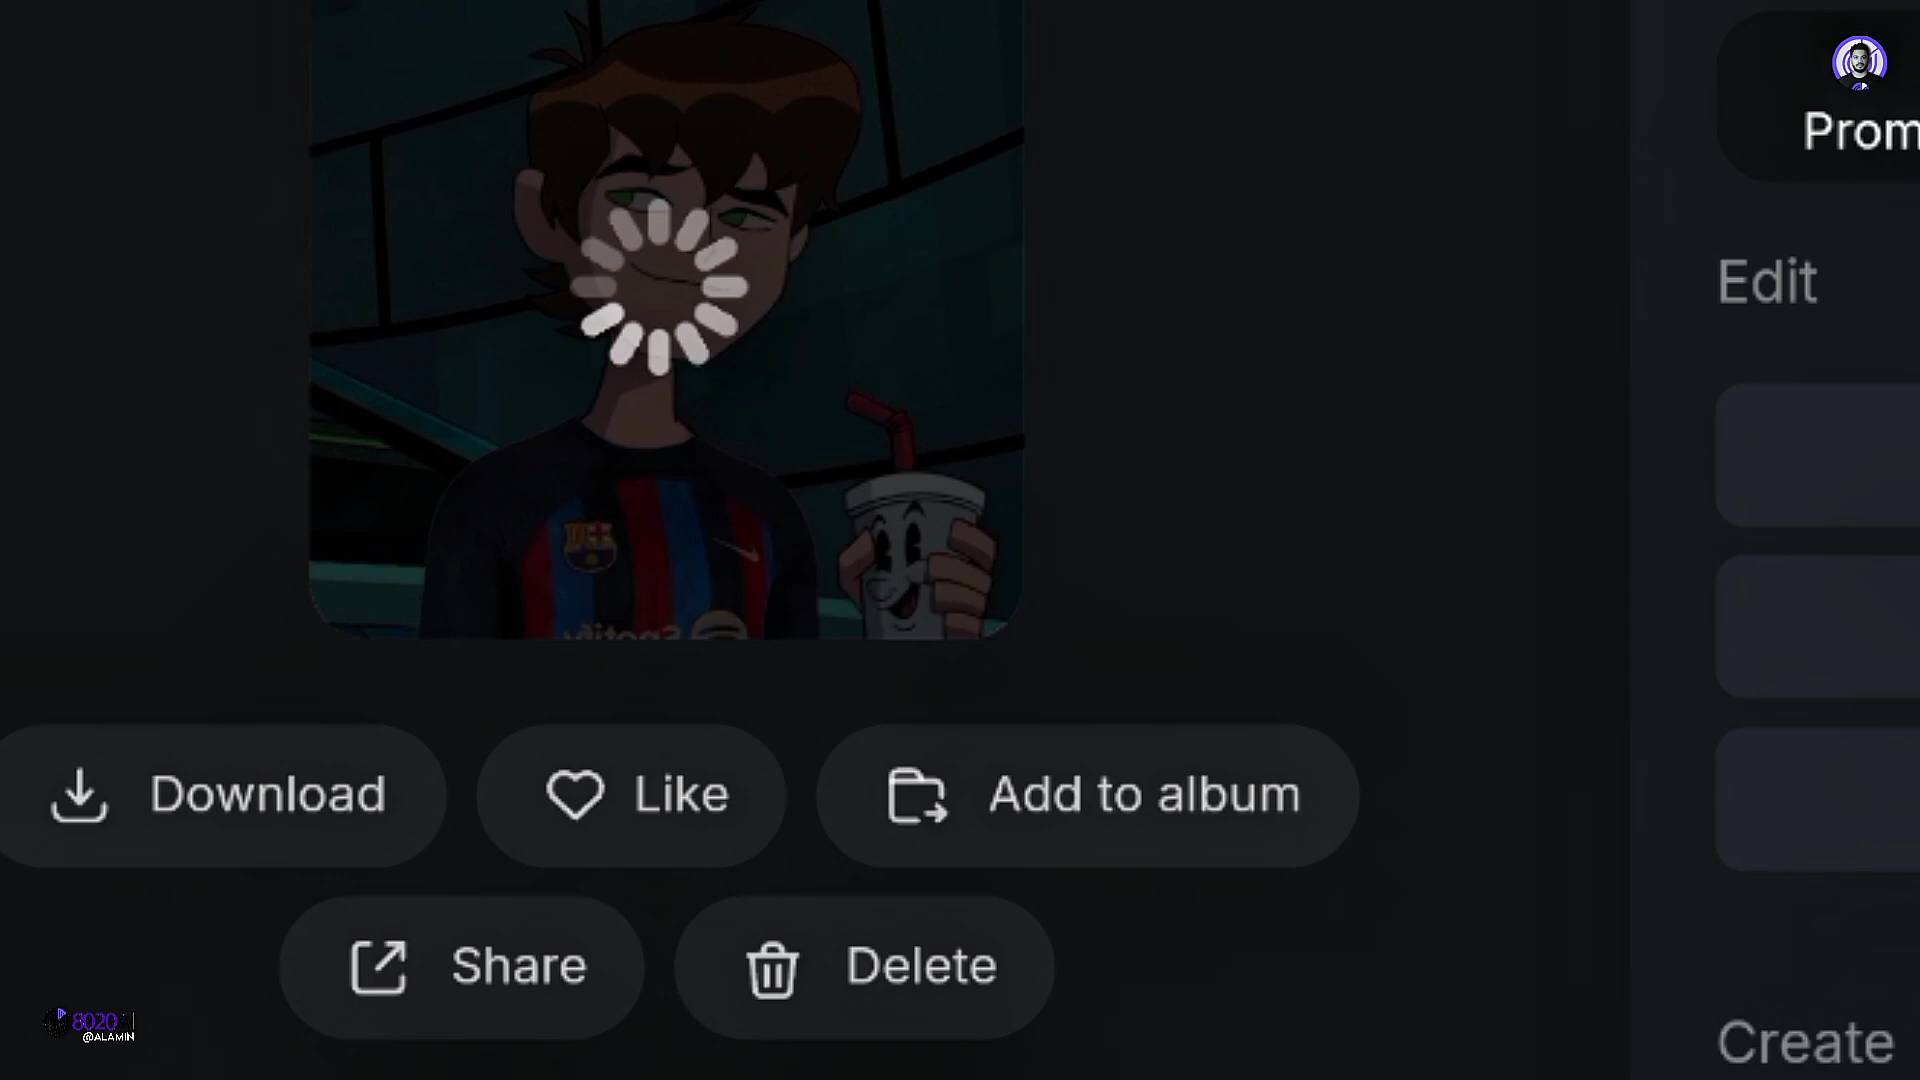 Prom
Edit
Download
Like
Add to album
Share
Delete
8020
@ALAMIN
Create